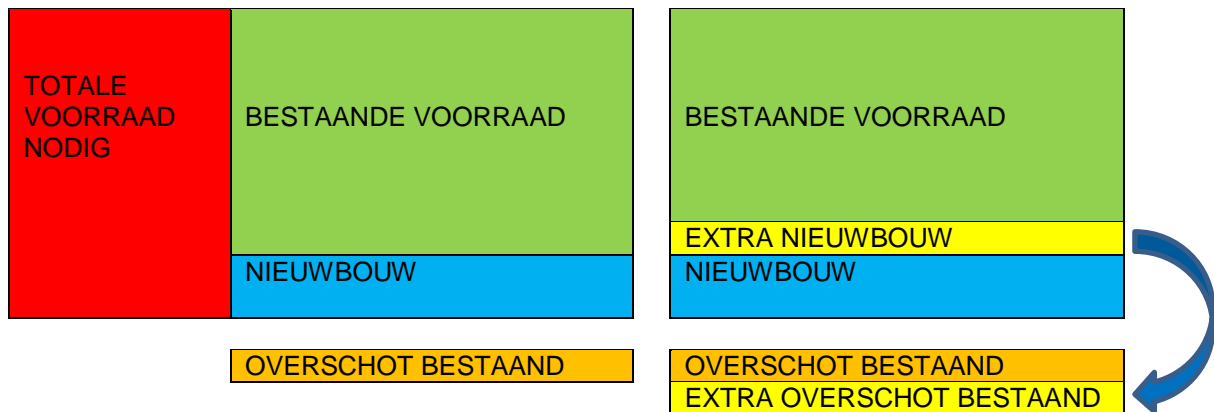 TOTALE
VOORRAAD
NODIG
BESTAANDE VOORRAAD
NIEUWBOUW
OVERSCHOT BESTAAND
BESTAANDE VOORRAAD
EXTRA NIEUWBOUW
NIEUWBOUW
OVERSCHOT BESTAAND
EXTRA OVERSCHOT BESTAAND